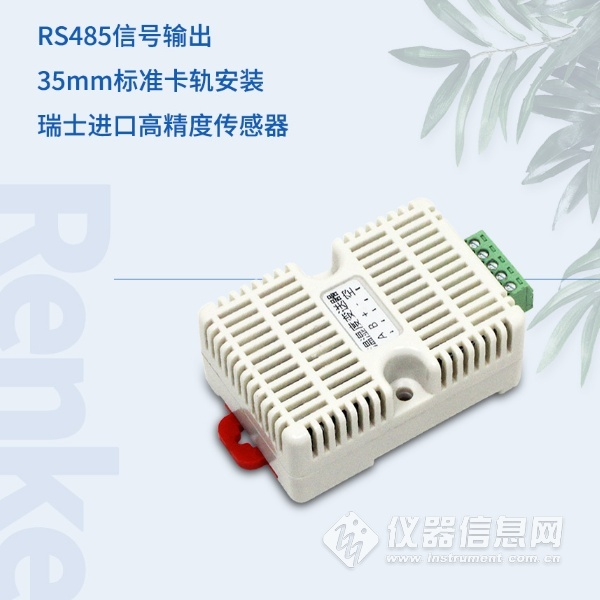 RS485信号输出
35mm标准卡轨安装
瑞士进口高精度传感器
Renke
仪器信息网
www.instrument.com.cn